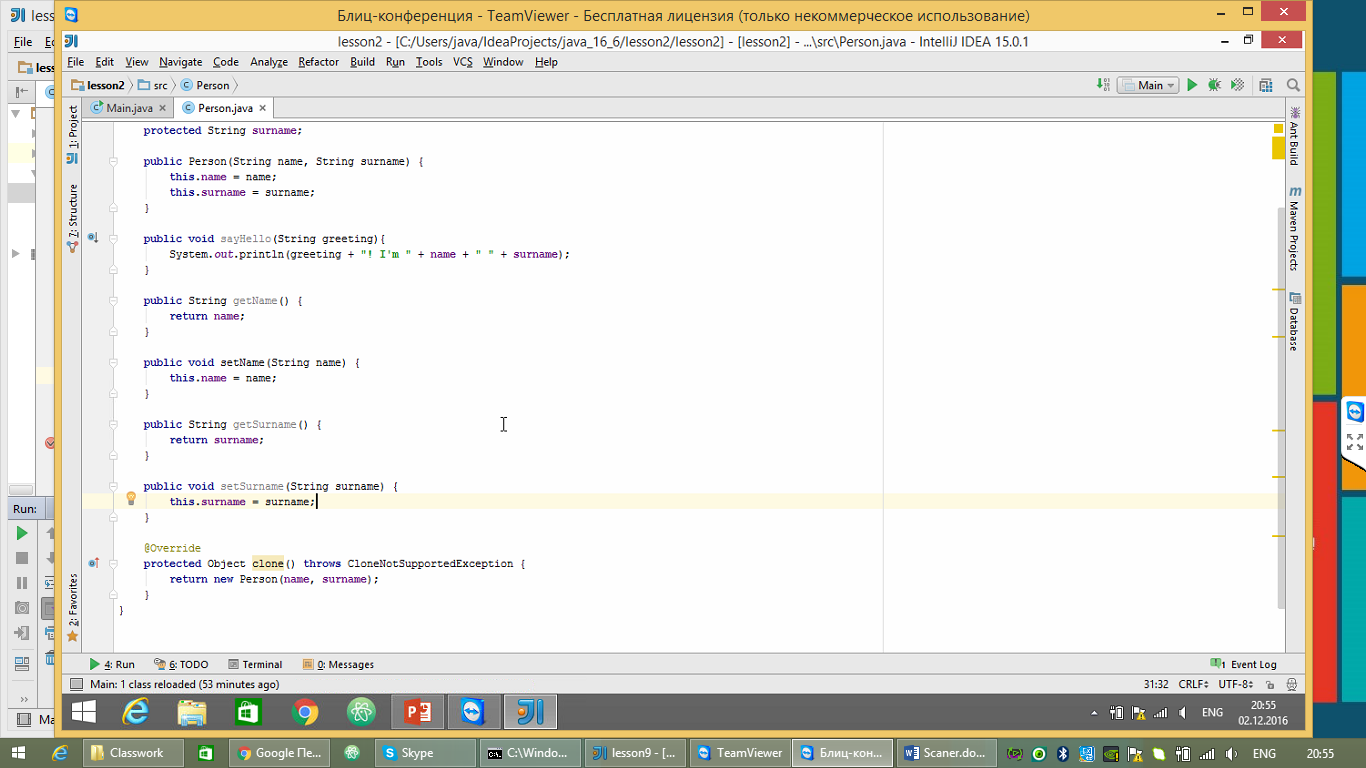 less
Блиц-конференция - TeamViewer - Бесплатная лицензия (только некоммерческое использование)
lesson2 - [C:/Users/java/IdeaProjects/java_16_6/lesson2/lesson2] - [lesson2] - ...\src\Person.java - IntelliJ IDEA 15.0.1
File
File Edit View Navigate Code Analyze Refactor Build Run Tools VCS Window Help
lesson2 src Person
Main
Main.java Person.java
1: Project
7: Structure
2: Favorites
Ant Build
Maven Projects
Database
protected String surname;
public Person(String name, String surname) {
this.name = name;
this.surname = surname;
}
public void sayHello(String greeting){
System.out.println(greeting + "! I'm " + name + " " + surname);
}
public String getName() {
return name;
}
public void setName(String name) {
this.name = name;
}
public String getSurname() {
return surname;
}
public void setSurname(String surname) {
this.surname = surname;
}
@Override
protected Object clone() throws CloneNotSupportedException {
return new Person(name, surname);
}
}
Run:
4: Run 6: TODO Terminal 0: Messages 1 Event Log
Main: 1 class reloaded (53 minutes ago) 31:32 CRLF UTF-8
ENG 20:55
02.12.2016
Classwork Google Пе... Skype C:\Windo... lesson9 - [... TeamViewer Блиц-кон... Scaner.do... ENG 20:55